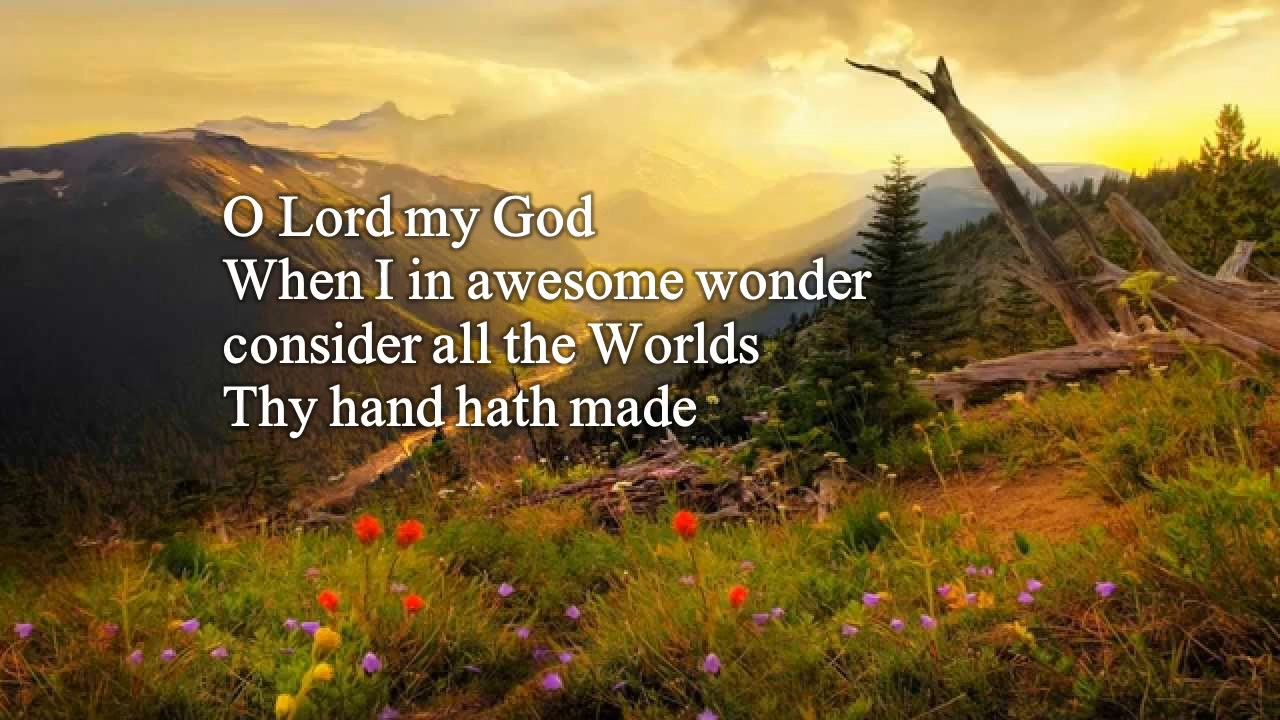 O Lord my God
When I in awesome wonder
consider all the Worlds
Thy hand hath made